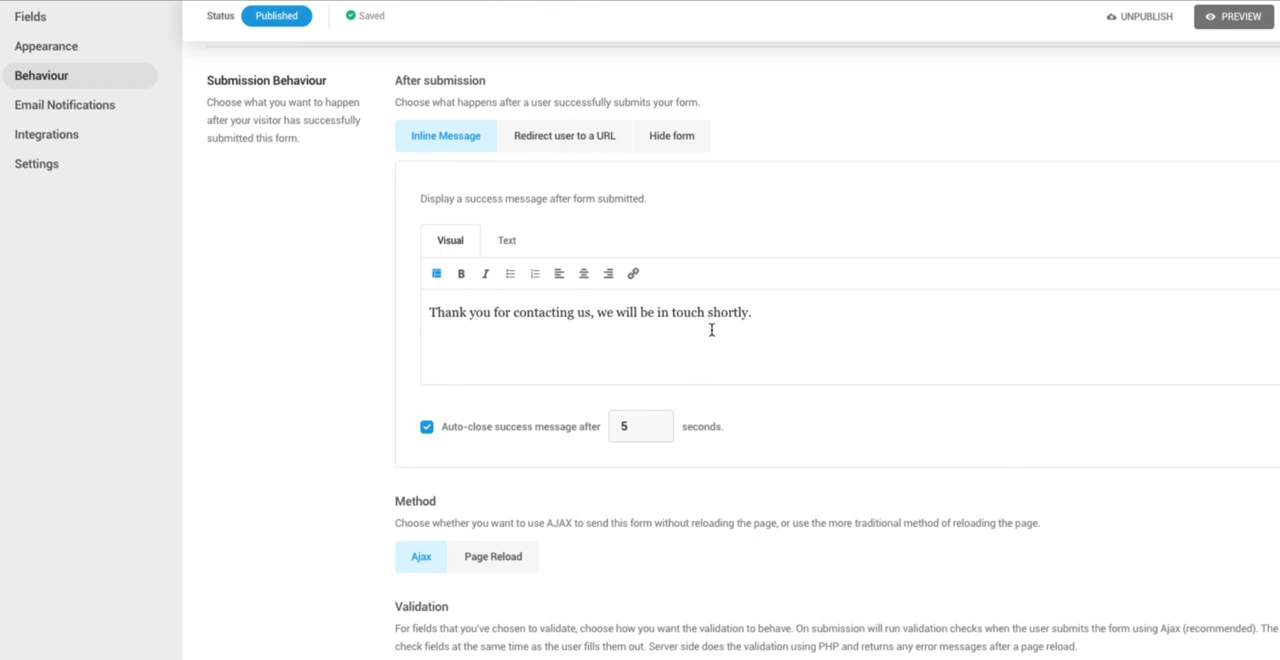 Fields
Appearance
Behaviour
Email Notifications
Integrations
Settings
Status Published Saved UNPUBLISH PREVIEW
Submission Behaviour
Choose what you want to happen
after your visitor has successfully
submitted this form.
After submission
Choose what happens after a user successfully submits your form.
Inline Message Redirect user to a URL Hide form
Display a success message after form submitted.
Visual Text
B I
Thank you for contacting us, we will be in touch shortly.
Auto-close success message after 5 seconds.
Method
Choose whether you want to use AJAX to send this form without reloading the page, or use the more traditional method of reloading the page.
Ajax Page Reload
Validation
For fields that you've chosen to validate, choose how you want the validation to behave. On submission will run validation checks when the user submits the form using Ajax (recommended). The
check fields at the same time as the user fills them out. Server side does the validation using PHP and returns any error messages after a page reload.